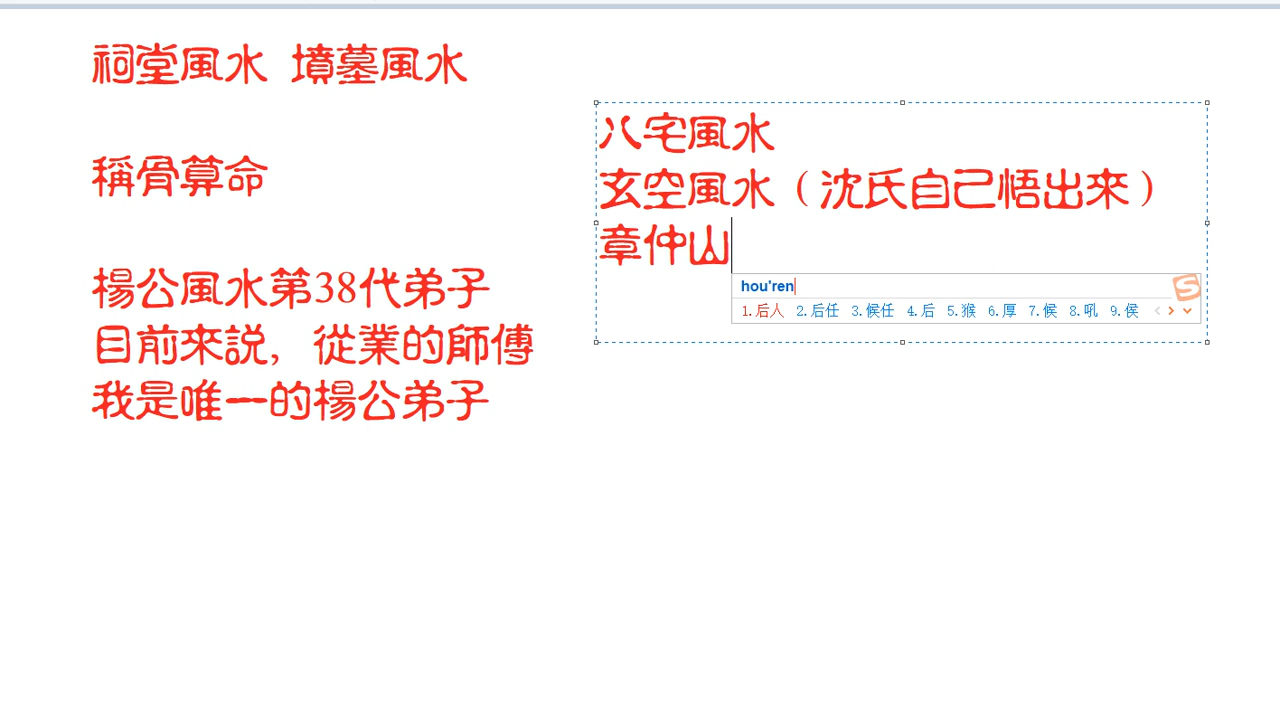 祠堂風水 墳墓風水
稱骨算命
楊公風水第38代弟子
目前來説，從業的師傅
我是唯一的楊公弟子
八宅風水
玄空風水（沈氏自己悟出來）
章仲山
hou'ren
1.后人 2.后任 3.候任 4.后 5.猴 6.厚 7.候 8.吼 9.侯